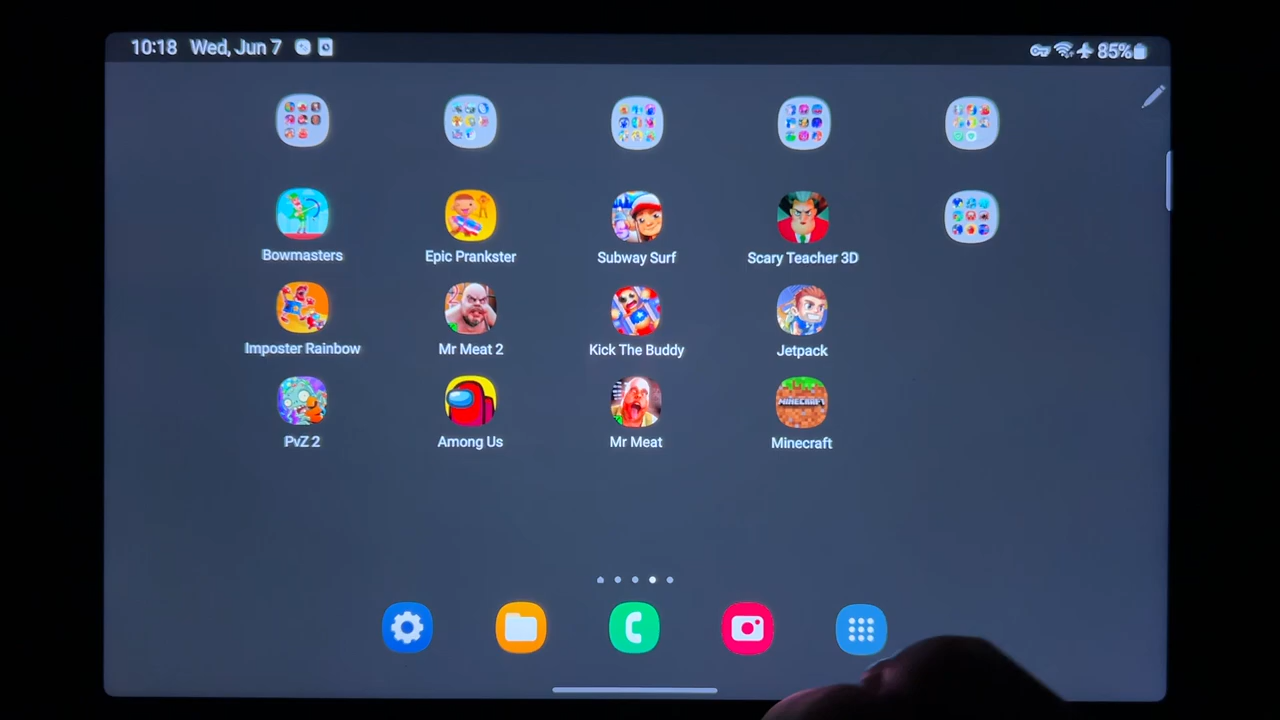 10:18 Wed, Jun 7
85%
Bowmasters
Epic Prankster
Subway Surf
Scary Teacher 3D
Imposter Rainbow
Mr Meat 2
Kick The Buddy
Jetpack
MINECRAFT
PvZ 2
Among Us
Mr Meat
Minecraft